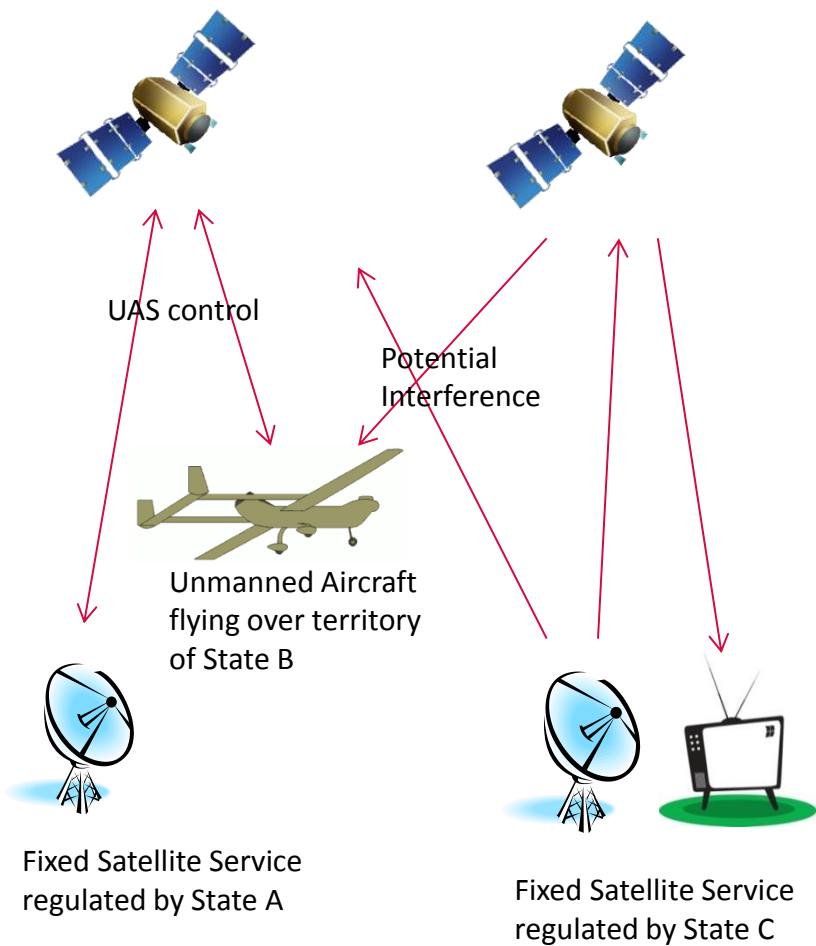 UAS control
Potential
Interference
Unmanned Aircraft
flying over territory
of State B
Fixed Satellite Service
regulated by State A
Fixed Satellite Service
regulated by State C